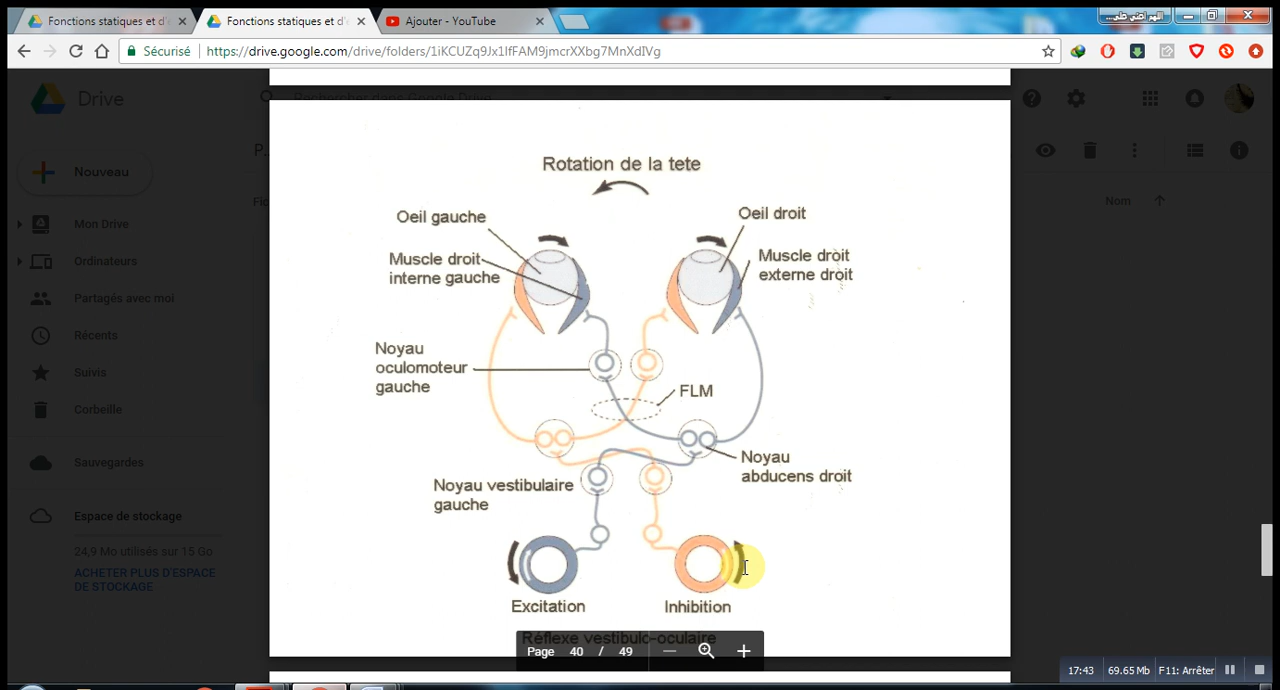 Fonctions statiques et d'
Fonctions statiques et d'
Ajouter - YouTube
Sécurisé
https://drive.google.com/drive/folders/1iKCUZq9Jx1lfFAM9jmcrXXbg7MnXdIVg
Drive
Rechercher dans Google Drive
Nouveau
Mon Drive
Ordinateurs
Partagés avec moi
Récents
Suivis
Corbeille
Sauvegardes
Espace de stockage
24,9 Mo utilisés sur 15 Go
ACHETER PLUS D'ESPACE
DE STOCKAGE
Nom
Rotation de la tete
Oeil gauche
Oeil droit
Muscle droit
interne gauche
Muscle droit
externe droit
Noyau
oculomoteur
gauche
FLM
Noyau
abducens droit
Noyau vestibulaire
gauche
Excitation
Inhibition
Réflexe vestibulo-oculaire
Page 40 / 49
17:43
69.65 Mb
F11: Arrêter